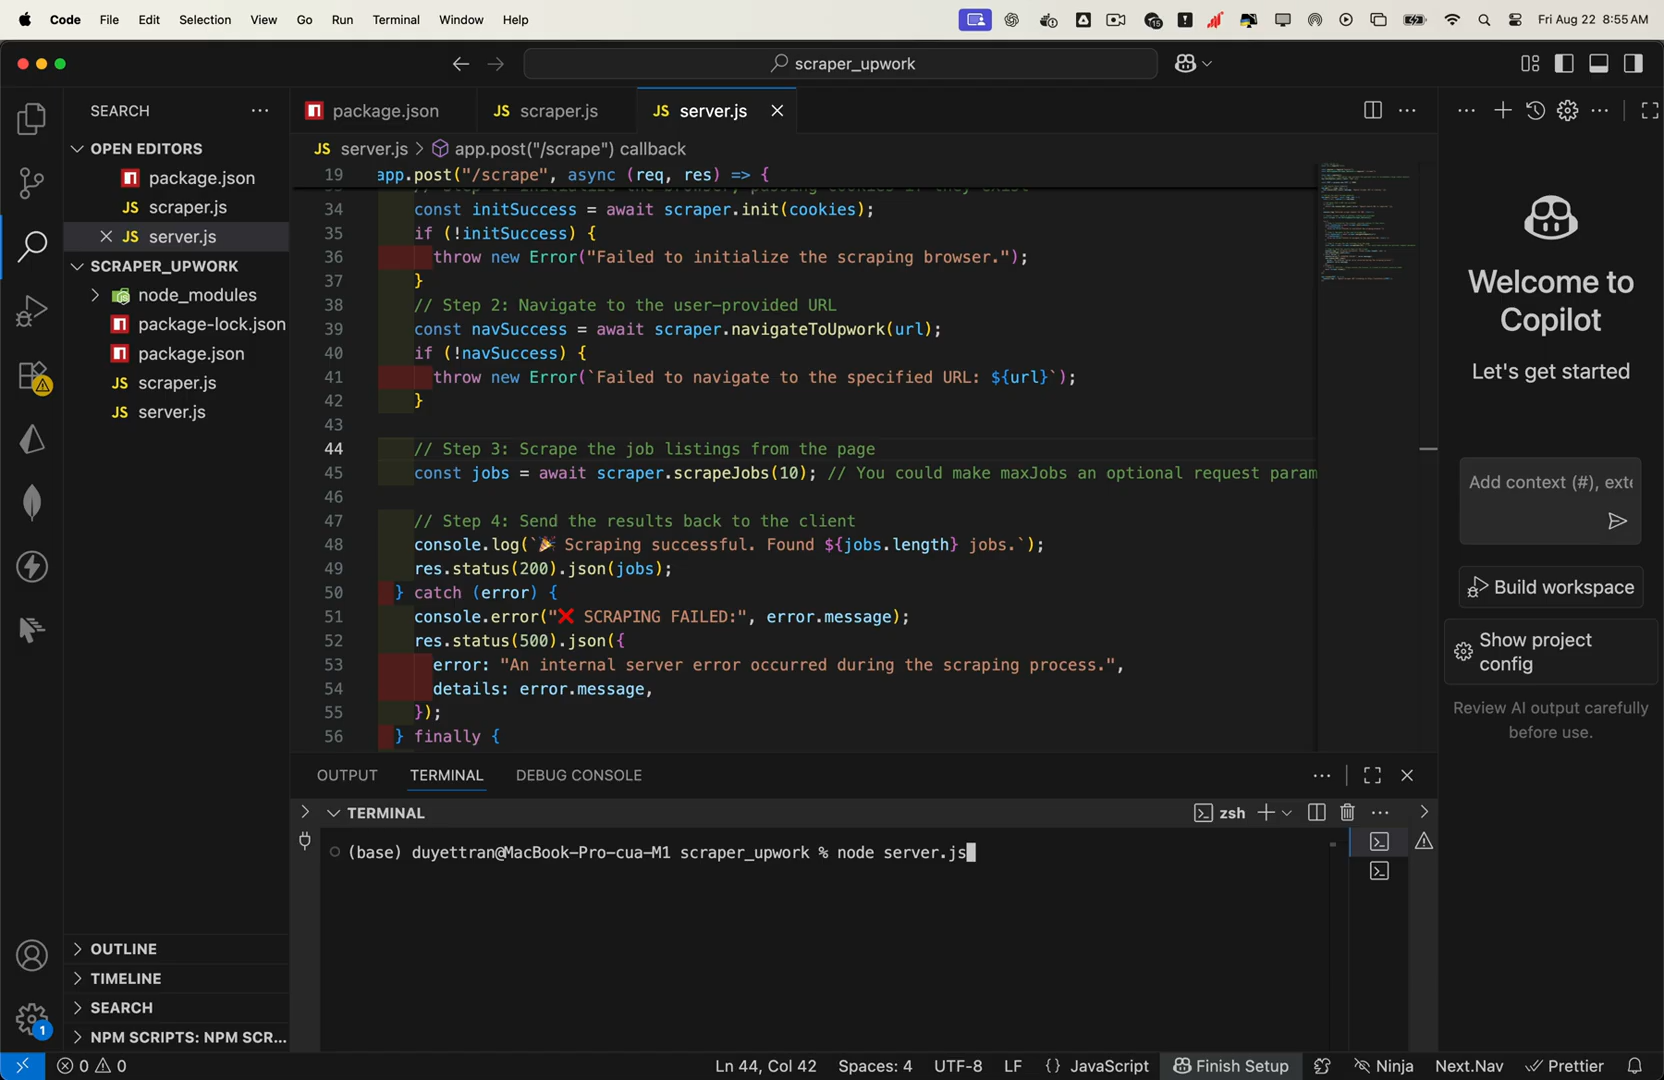 Code File Edit Selection View Go Run Terminal Window Help
15
Fri Aug 22 8:55 AM
scraper_upwork
SEARCH
OPEN EDITORS
package.json
scraper.js
server.js
SCRAPER_UPWORK
node_modules
package-lock.json
package.json
scraper.js
server.js
OUTLINE
TIMELINE
SEARCH
NPM SCRIPTS: NPM SCR...
1
package.json
JS scraper.js
JS server.js
JS server.js > app.post("/scrape") callback
19 app.post("/scrape", async (req, res) => {
34 const initSuccess = await scraper.init(cookies);
35 if (!initSuccess) {
36 throw new Error("Failed to initialize the scraping browser.");
37 }
38 // Step 2: Navigate to the user-provided URL
39 const navSuccess = await scraper.navigateToUpwork(url);
40 if (!navSuccess) {
41 throw new Error(`Failed to navigate to the specified URL: ${url}`);
42 }
43
44 // Step 3: Scrape the job listings from the page
45 const jobs = await scraper.scrapeJobs(10); // You could make maxJobs an optional request param
46
47 // Step 4: Send the results back to the client
48 console.log(`🎉 Scraping successful. Found ${jobs.length} jobs.`);
49 res.status(200).json(jobs);
50 } catch (error) {
51 console.error("❌ SCRAPING FAILED:", error.message);
52 res.status(500).json({
53 error: "An internal server error occurred during the scraping process.",
54 details: error.message,
55 });
56 } finally {
OUTPUT TERMINAL DEBUG CONSOLE
TERMINAL
zsh
(base) duyettran@MacBook-Pro-cua-M1 scraper_upwork % node server.js
Welcome to
Copilot
Let's get started
Add context (#), exte
Build workspace
Show project
config
Review AI output carefully
before use.
0 0 Ln 44, Col 42 Spaces: 4 UTF-8 LF {} JavaScript Finish Setup Ninja Next.Nav Prettier